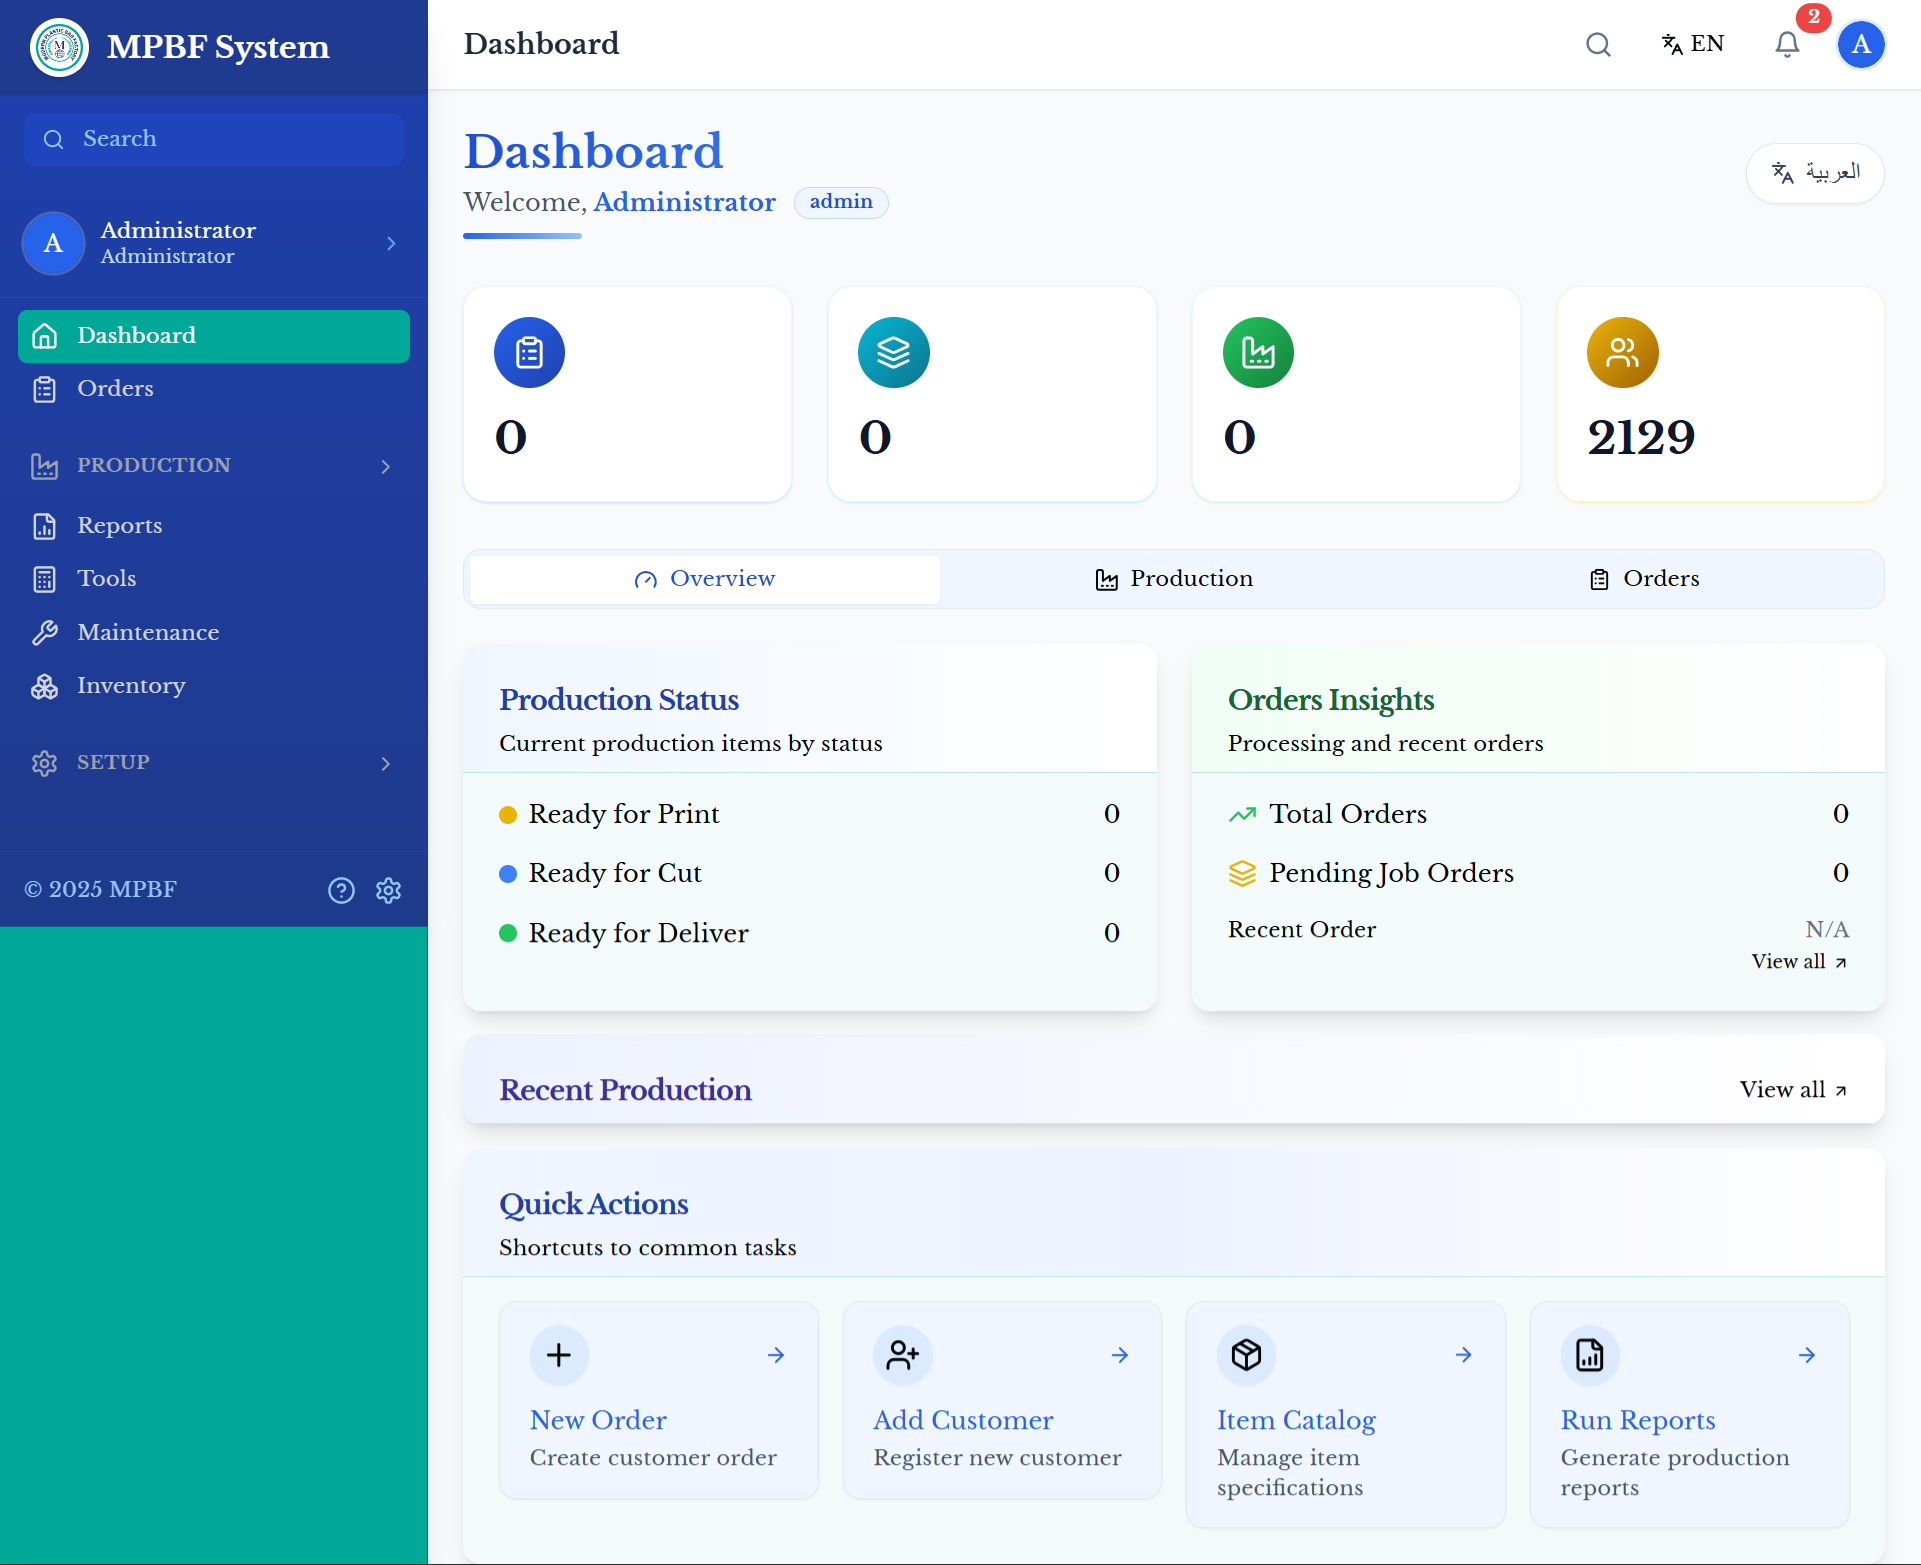 MPBF System
Search
A
Administrator
Administrator
Dashboard
Orders
PRODUCTION
Reports
Tools
Maintenance
Inventory
SETUP
© 2025 MPBF
Dashboard
EN
2
A
Dashboard
Welcome, Administrator admin
العربية
0
0
0
2129
Overview
Production
Orders
Production Status
Current production items by status
Ready for Print 0
Ready for Cut 0
Ready for Deliver 0
Orders Insights
Processing and recent orders
Total Orders 0
Pending Job Orders 0
Recent Order N/A
View all
Recent Production
View all
Quick Actions
Shortcuts to common tasks
New Order
Create customer order
Add Customer
Register new customer
Item Catalog
Manage item
specifications
Run Reports
Generate production
reports